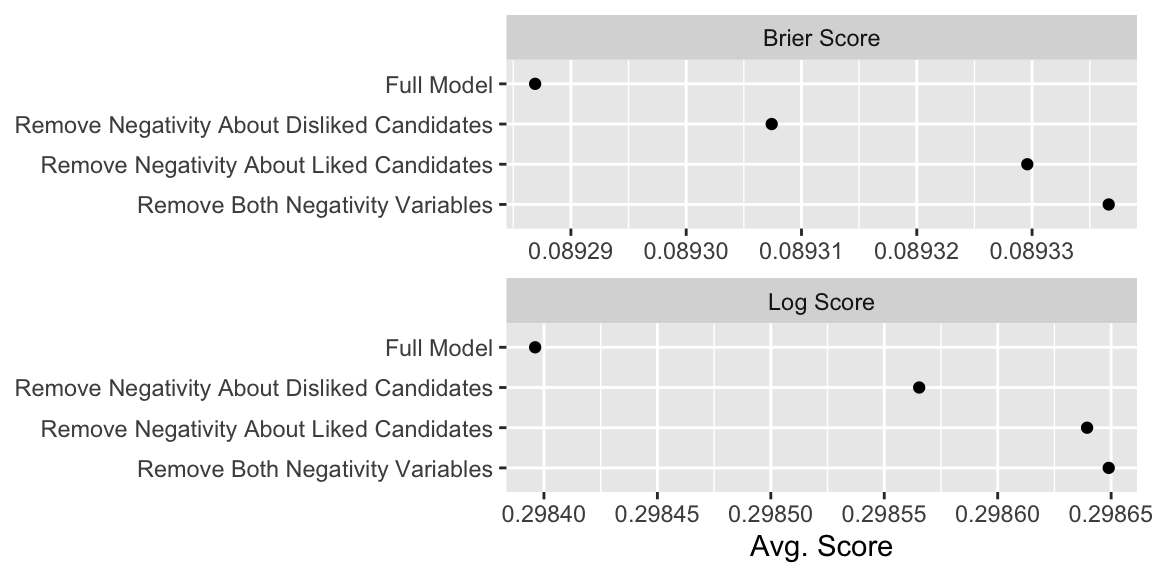 Brier Score
Full Model
Remove Negativity About Disliked Candidates
Remove Negativity About Liked Candidates
Remove Both Negativity Variables
0.08929 0.08930 0.08931 0.08932 0.08933
Log Score
Full Model
Remove Negativity About Disliked Candidates
Remove Negativity About Liked Candidates
Remove Both Negativity Variables
0.29840 0.29845 0.29850 0.29855 0.29860 0.29865
Avg. Score